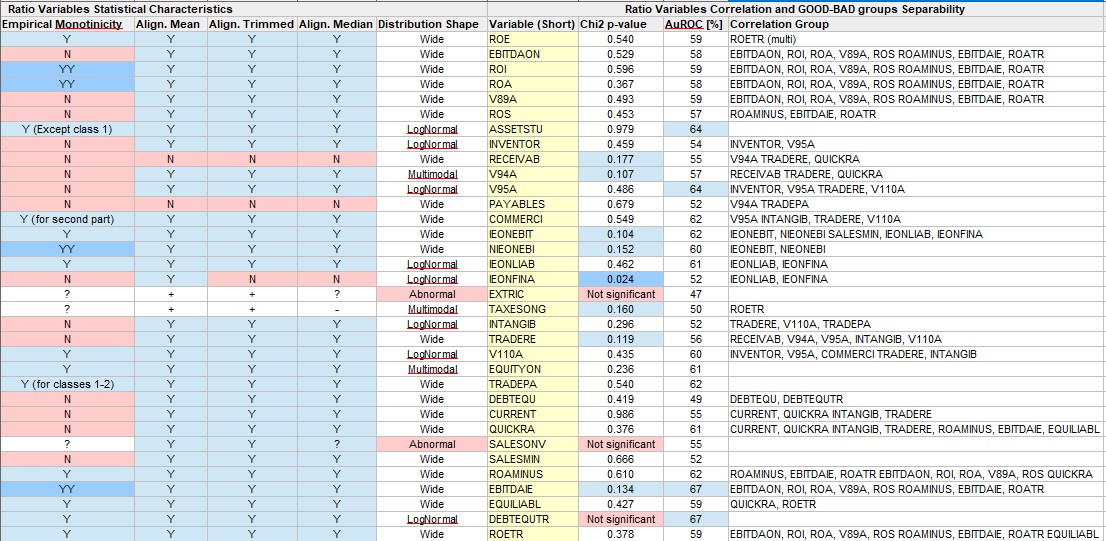 Ratio Variables Statistical Characteristics Ratio Variables Correlation and GOOD-BAD groups Separability
Empirical Monotinicity Align. Mean Align. Trimmed Align. Median Distribution Shape Variable (Short) Chi2 p-value AuROC [%] Correlation Group
Y Y Y Y Wide ROE 0.540 59 ROETR (multi)
N Y Y Y Wide EBITDAON 0.529 58 EBITDAON, ROI, ROA, V89A, ROS ROAMINUS, EBITDAIE, ROATR
YY Y Y Y Wide ROI 0.596 59 EBITDAON, ROI, ROA, V89A, ROS ROAMINUS, EBITDAIE, ROATR
YY Y Y Y Wide ROA 0.367 58 EBITDAON, ROI, ROA, V89A, ROS ROAMINUS, EBITDAIE, ROATR
N Y Y Y Wide V89A 0.493 59 EBITDAON, ROI, ROA, V89A, ROS ROAMINUS, EBITDAIE, ROATR
N Y Y Y Wide ROS 0.453 57 ROAMINUS, EBITDAIE, ROATR
Y (Except class 1) Y Y Y LogNormal ASSETSTU 0.979 64
N Y Y Y LogNormal INVENTOR 0.459 54 INVENTOR, V95A
N N N N Wide RECEIVAB 0.177 55 V94A TRADERE, QUICKRA
N Y Y Y Multimodal V94A 0.107 57 RECEIVAB TRADERE, QUICKRA
N Y Y Y LogNormal V95A 0.486 64 INVENTOR, V95A TRADERE, V110A
N N N N Wide PAYABLES 0.679 52 V94A TRADEPA
Y (for second part) Y Y Y Wide COMMERCI 0.549 62 V95A INTANGIB, TRADERE, V110A
Y Y Y Y Wide IEONEBIT 0.104 62 IEONEBIT, NIEONEBI SALESMIN, IEONLIAB, IEONFINA
YY Y Y Y Wide NIEONEBI 0.152 60 IEONEBIT, NIEONEBI
Y Y Y Y LogNormal IEONLIAB 0.462 61 IEONLIAB, IEONFINA
N Y N N LogNormal IEONFINA 0.024 52 IEONLIAB, IEONFINA
? + + ? Abnormal EXTRIC Not significant 47
? + + - Multimodal TAXESONG 0.160 50 ROETR
N Y Y Y LogNormal INTANGIB 0.296 52 TRADERE, V110A, TRADEPA
N Y Y Y Wide TRADERE 0.119 56 RECEIVAB, V94A, V95A, INTANGIB, V110A
Y Y Y Y LogNormal V110A 0.435 60 INVENTOR, V95A, COMMERCI TRADERE, INTANGIB
Y Y Y Y Multimodal EQUITYON 0.236 61
Y (for classes 1-2) Y Y Y Wide TRADEPA 0.540 62
N Y Y Y Wide DEBTEQU 0.419 49 DEBTEQU, DEBTEQUTR
N Y Y Y Wide CURRENT 0.986 55 CURRENT, QUICKRA INTANGIB, TRADERE
N Y Y Y Wide QUICKRA 0.376 61 CURRENT, QUICKRA INTANGIB, TRADERE, ROAMINUS, EBITDAIE, EQUILIABL
? Y Y ? Abnormal SALESONV Not significant 55
N Y Y Y Wide SALESMIN 0.666 52
Y Y Y Y Wide ROAMINUS 0.610 62 ROAMINUS, EBITDAIE, ROATR EBITDAON, ROI, ROA, V89A, ROS QUICKRA
YY Y Y Y Wide EBITDAIE 0.134 67 EBITDAON, ROI, ROA, V89A, ROS ROAMINUS, EBITDAIE, ROATR
Y Y Y Y Wide EQUILIABL 0.427 59 QUICKRA, ROETR
Y Y Y Y LogNormal DEBTEQUTR Not significant 67
Y Y Y Y Wide ROETR 0.378 59 EBITDAON, ROI, ROA, V89A, ROS ROAMINUS, EBITDAIE, ROATR EQUILIABL